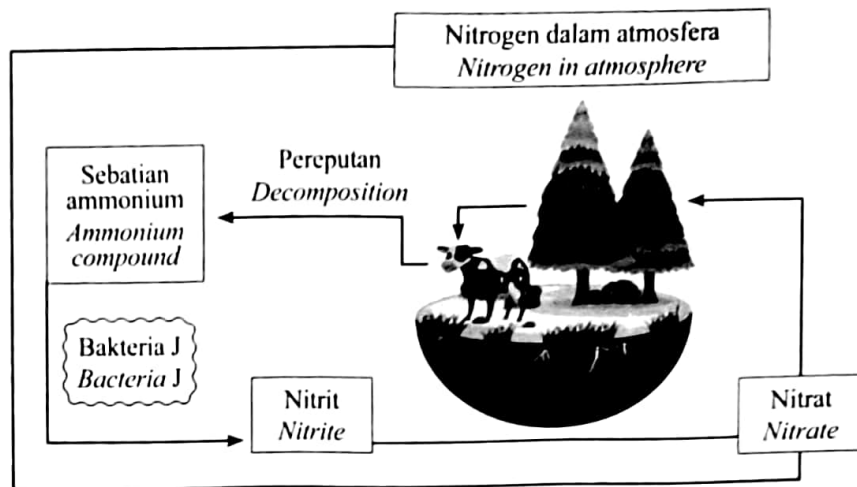 Nitrogen dalam atmosfera
Nitrogen in atmosphere
Pereputan
Decomposition
Sebatian
ammonium
Ammonium
compound
Bakteria J
Bacteria J
Nitrit
Nitrite
Nitrat
Nitrate